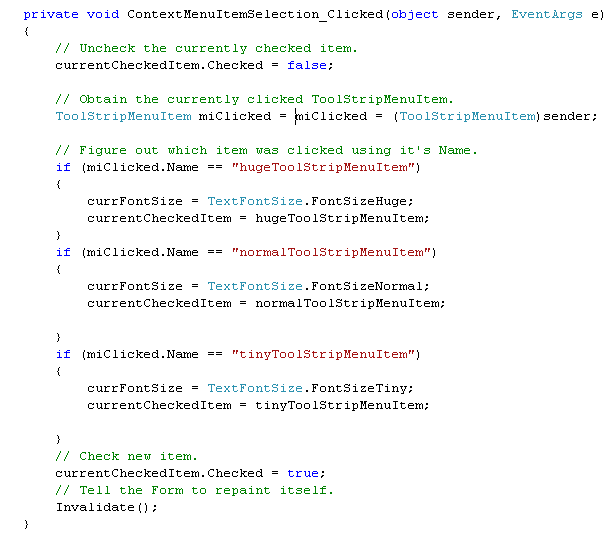 private void ContextMenuItemSelection_Clicked(object sender, EventArgs e)
{
    // Uncheck the currently checked item.
    currentCheckedItem.Checked = false;

    // Obtain the currently clicked ToolStripMenuItem.
    ToolStripMenuItem miClicked = miClicked = (ToolStripMenuItem)sender;

    // Figure out which item was clicked using it's Name.
    if (miClicked.Name == "hugeToolStripMenuItem")
    {
        currFontSize = TextFontSize.FontSizeHuge;
        currentCheckedItem = hugeToolStripMenuItem;
    }
    if (miClicked.Name == "normalToolStripMenuItem")
    {
        currFontSize = TextFontSize.FontSizeNormal;
        currentCheckedItem = normalToolStripMenuItem;

    }
    if (miClicked.Name == "tinyToolStripMenuItem")
    {
        currFontSize = TextFontSize.FontSizeTiny;
        currentCheckedItem = tinyToolStripMenuItem;

    }
    // Check new item.
    currentCheckedItem.Checked = true;
    // Tell the Form to repaint itself.
    Invalidate();
}